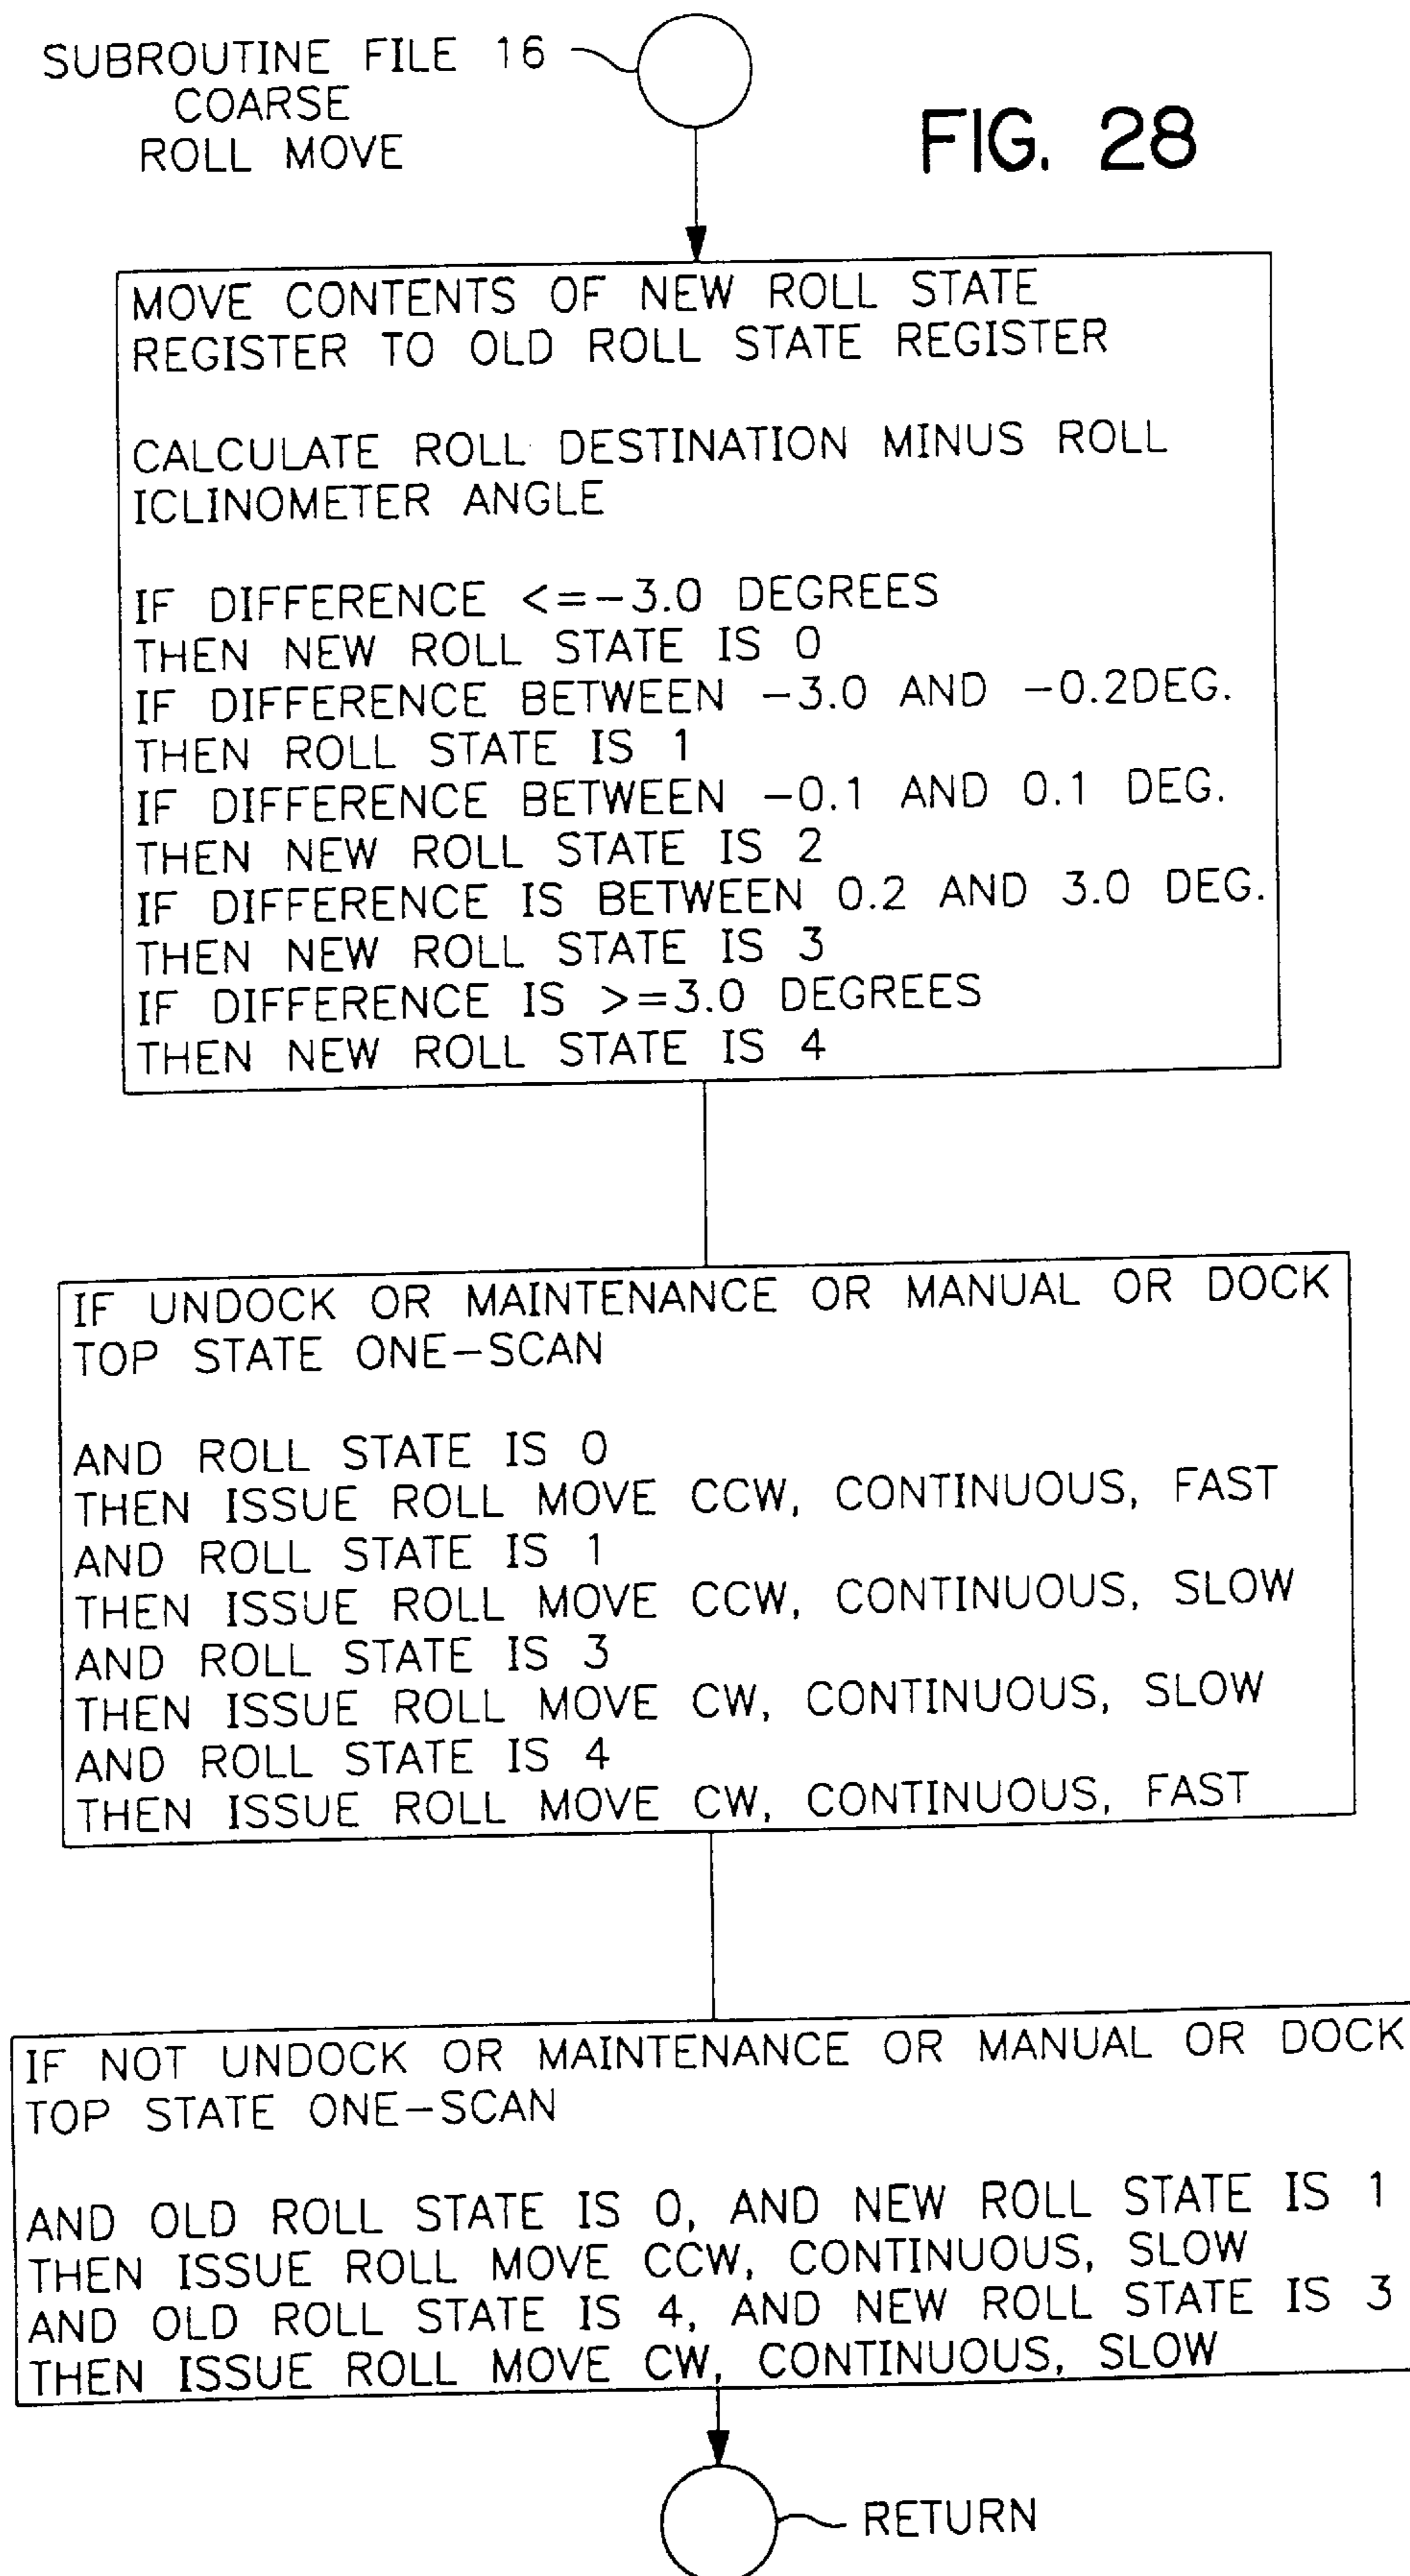 SUBROUTINE FILE 16
COARSE
ROLL MOVE
FIG. 28
MOVE CONTENTS OF NEW ROLL STATE
REGISTER TO OLD ROLL STATE REGISTER
CALCULATE ROLL DESTINATION MINUS ROLL
ICLINOMETER ANGLE
IF DIFFERENCE <=-3.0 DEGREES
THEN NEW ROLL STATE IS 0
IF DIFFERENCE BETWEEN -3.0 AND -0.2DEG.
THEN ROLL STATE IS 1
IF DIFFERENCE BETWEEN -0.1 AND 0.1 DEG.
THEN NEW ROLL STATE IS 2
IF DIFFERENCE IS BETWEEN 0.2 AND 3.0 DEG.
THEN NEW ROLL STATE IS 3
IF DIFFERENCE IS >=3.0 DEGREES
THEN NEW ROLL STATE IS 4
IF UNDOCK OR MAINTENANCE OR MANUAL OR DOCK
TOP STATE ONE-SCAN
AND ROLL STATE IS 0
THEN ISSUE ROLL MOVE CCW, CONTINUOUS, FAST
AND ROLL STATE IS 1
THEN ISSUE ROLL MOVE CCW, CONTINUOUS, SLOW
AND ROLL STATE IS 3
THEN ISSUE ROLL MOVE CW, CONTINUOUS, SLOW
AND ROLL STATE IS 4
THEN ISSUE ROLL MOVE CW, CONTINUOUS, FAST
IF NOT UNDOCK OR MAINTENANCE OR MANUAL OR DOCK
TOP STATE ONE-SCAN
AND OLD ROLL STATE IS 0, AND NEW ROLL STATE IS 1
THEN ISSUE ROLL MOVE CCW, CONTINUOUS, SLOW
AND OLD ROLL STATE IS 4, AND NEW ROLL STATE IS 3
THEN ISSUE ROLL MOVE CW, CONTINUOUS, SLOW
RETURN